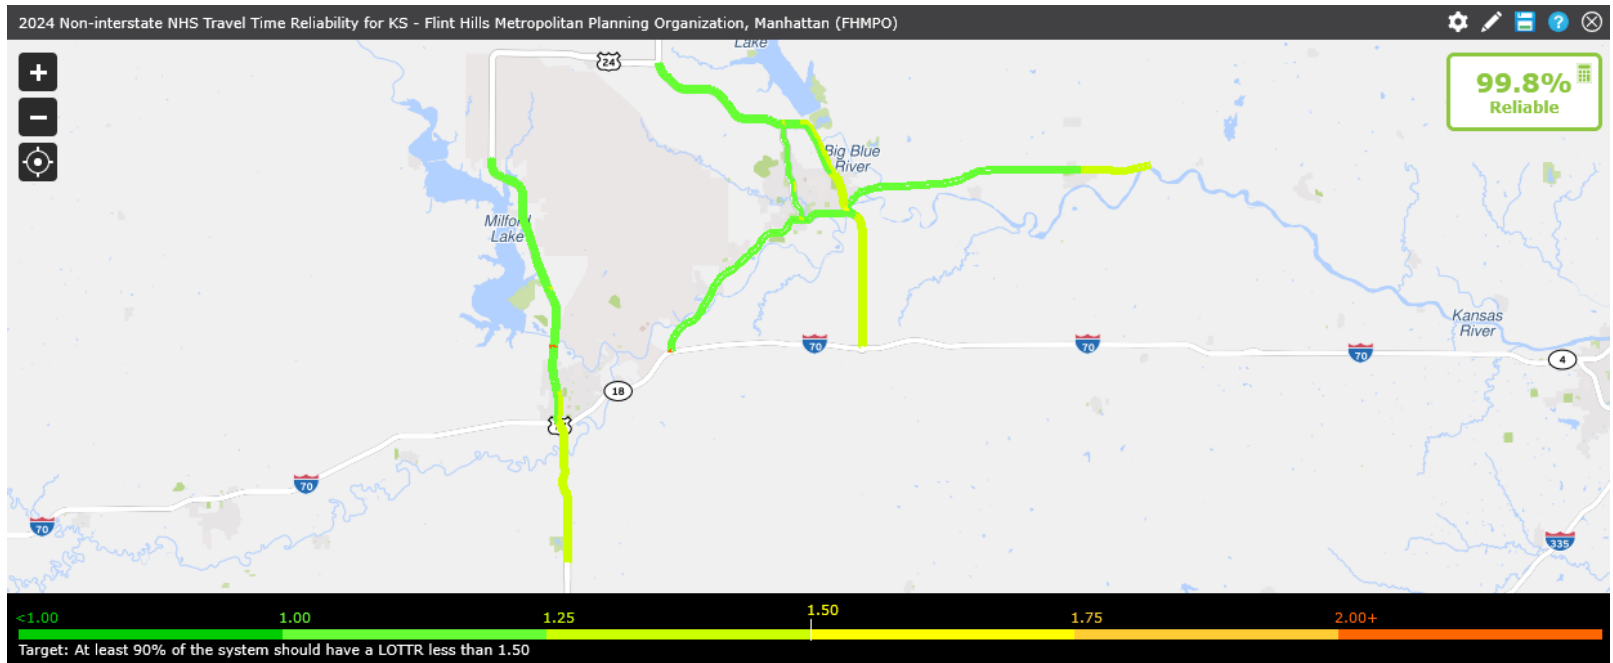 2024 Non-interstate NHS Travel Time Reliability for KS - Flint Hills Metropolitan Planning Organization, Manhattan (FHMPO)
?
+
−
99.8%
Reliable
Lake
24
Big Blue
River
Milford
Lake
Kansas
River
70
70
70
4
18
70
70
335
<1.00
1.00
1.25
1.50
1.75
2.00+
Target: At least 90% of the system should have a LOTTR less than 1.50